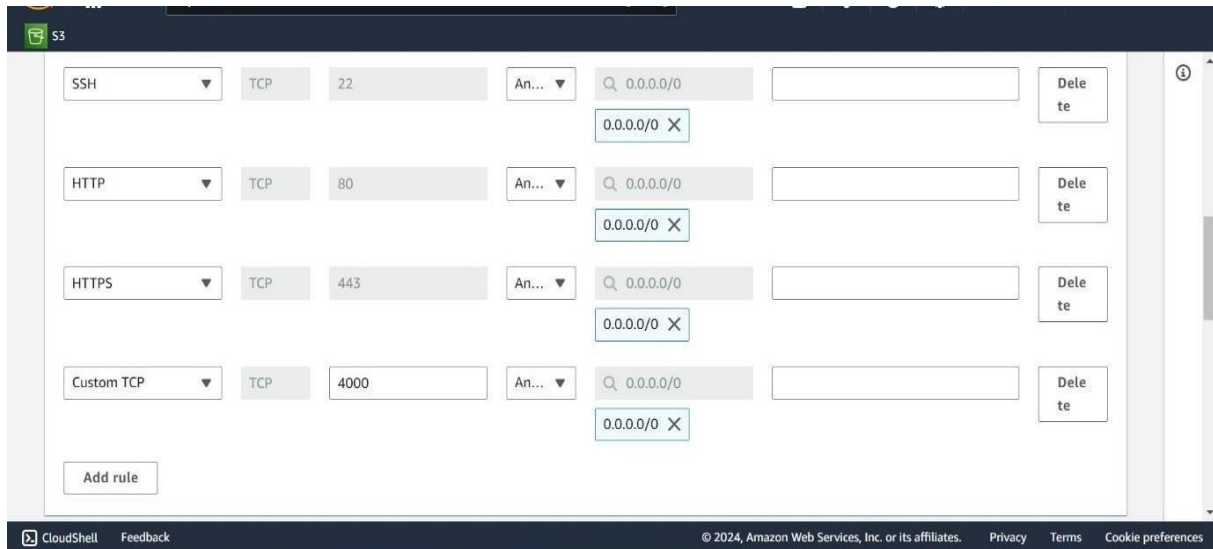 S3
SSH TCP 22 An... 0.0.0.0/0 Dele
te
0.0.0.0/0
HTTP TCP 80 An... 0.0.0.0/0 Dele
te
0.0.0.0/0
HTTPS TCP 443 An... 0.0.0.0/0 Dele
te
0.0.0.0/0
Custom TCP TCP 4000 An... 0.0.0.0/0 Dele
te
0.0.0.0/0
Add rule
CloudShell Feedback © 2024, Amazon Web Services, Inc. or its affiliates. Privacy Terms Cookie preferences